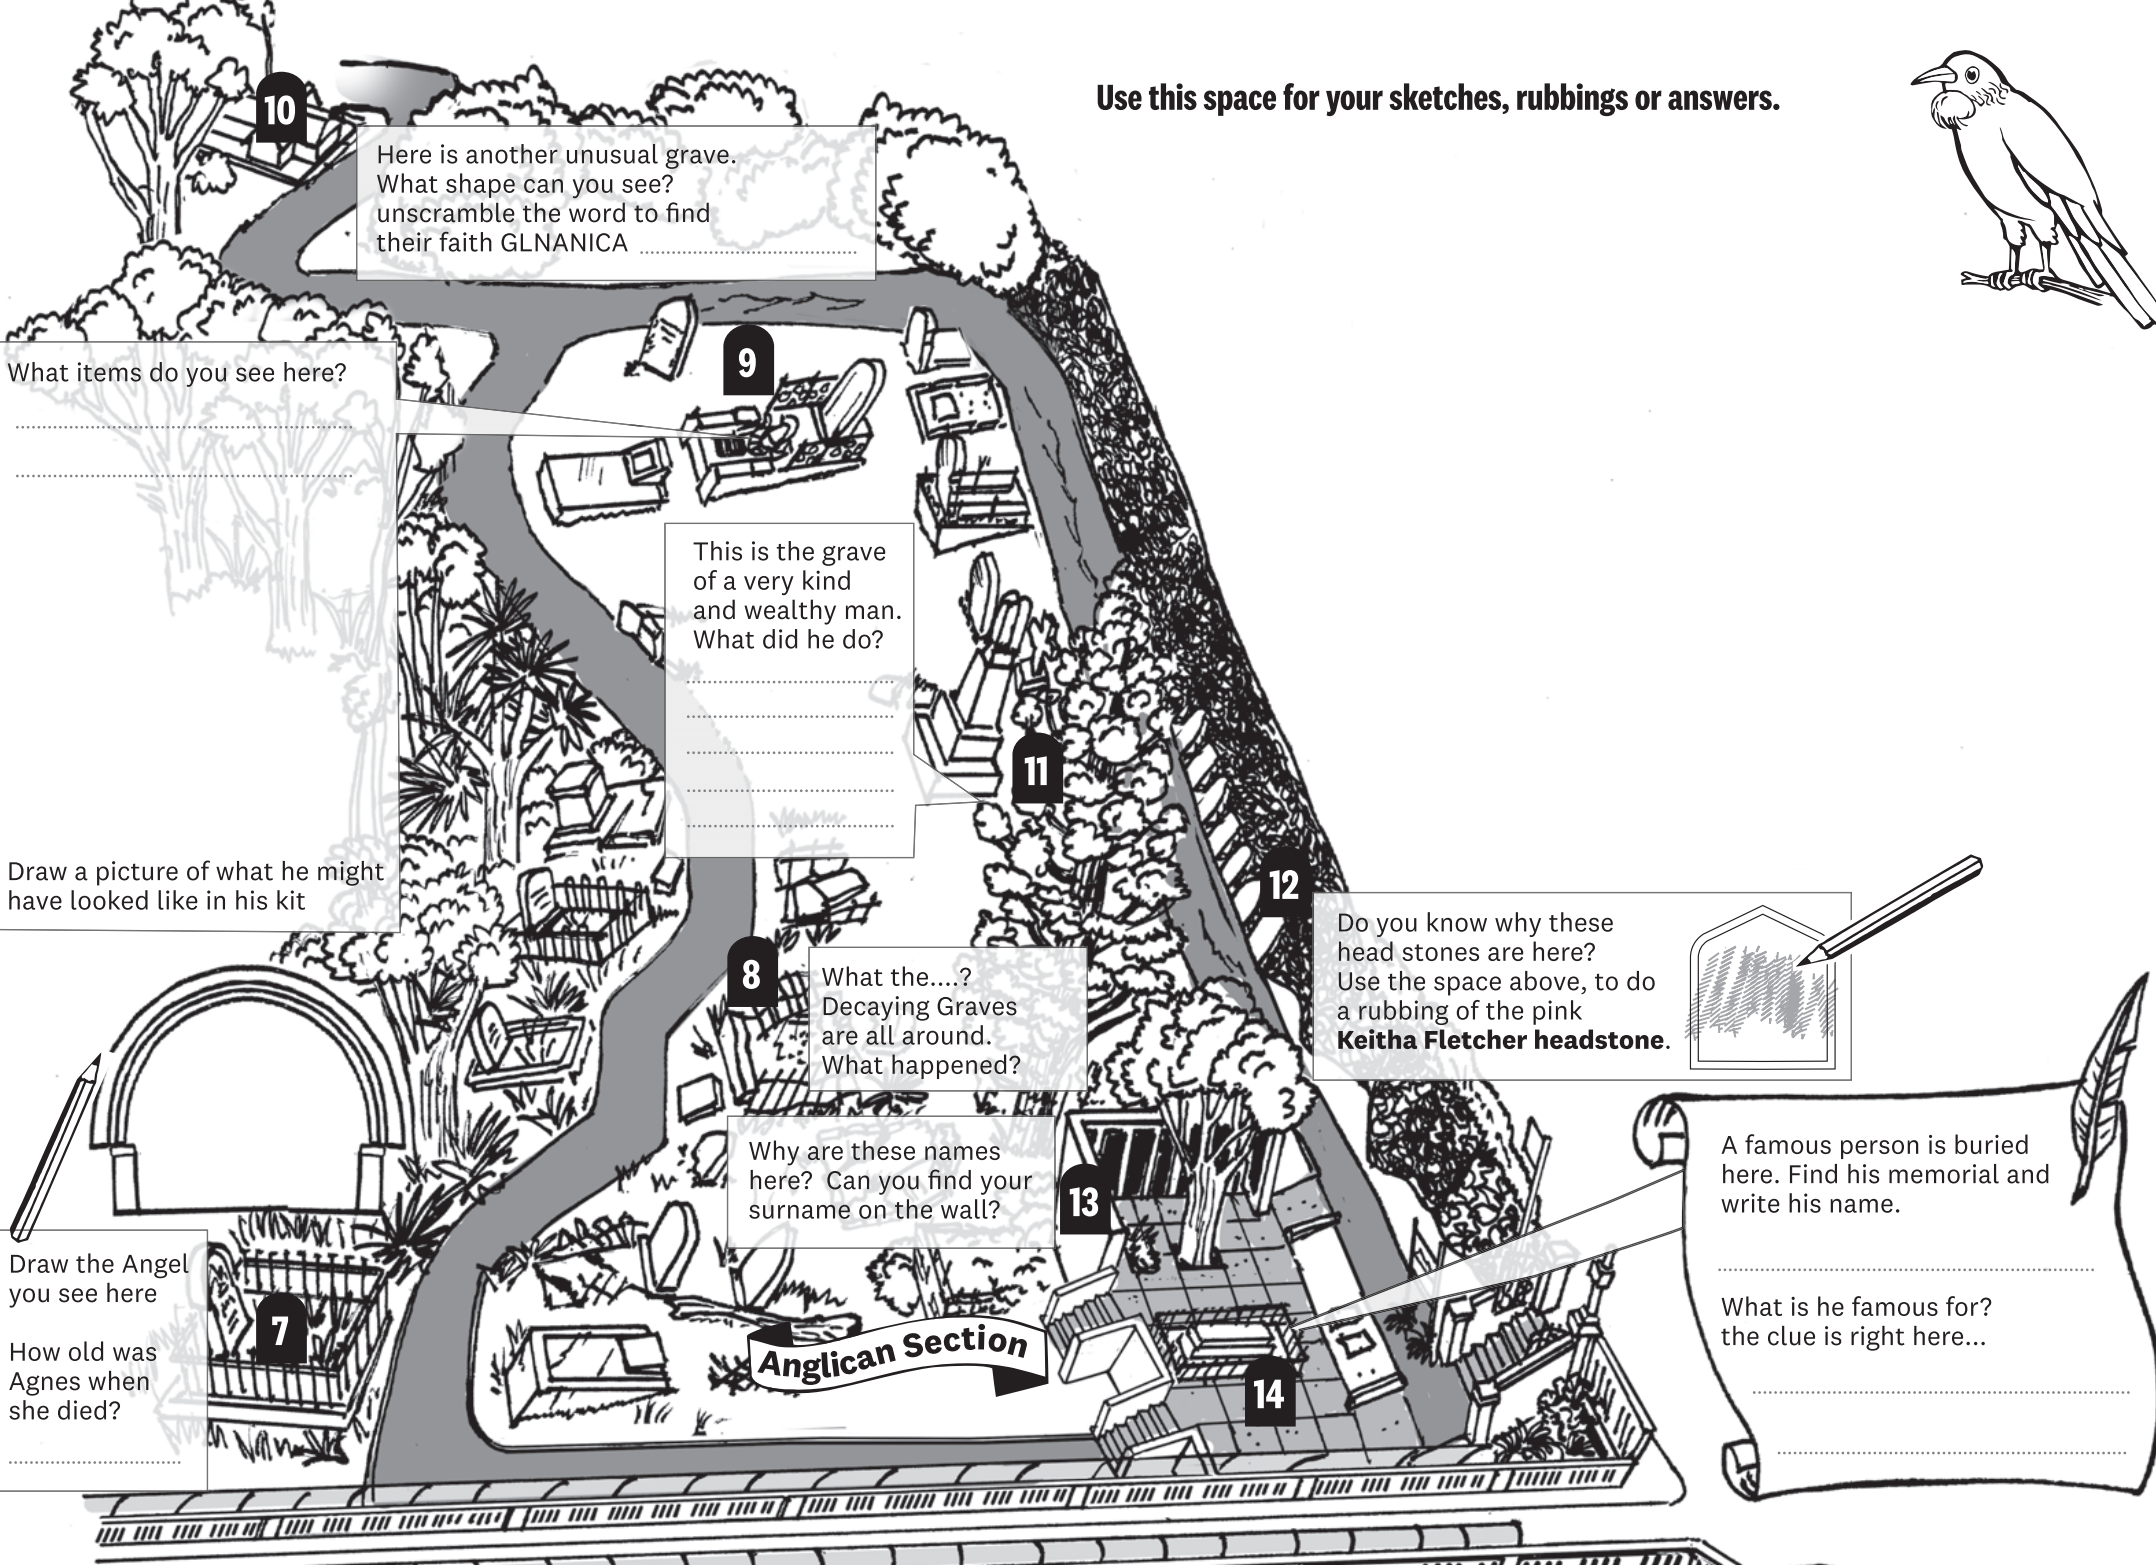 Use this space for your sketches, rubbings or answers.
10
Here is another unusual grave.
What shape can you see?
unscramble the word to find
their faith GLNANICA
9
What items do you see here?
Draw a picture of what he might
have looked like in his kit
This is the grave
of a very kind
and wealthy man.
What did he do?
11
12
Do you know why these
head stones are here?
Use the space above, to do
a rubbing of the pink
Keitha Fletcher headstone.
8
What the....?
Decaying Graves
are all around.
What happened?
Why are these names
here? Can you find your
surname on the wall?
13
A famous person is buried
here. Find his memorial and
write his name.
What is he famous for?
the clue is right here...
Draw the Angel
you see here
How old was
Agnes when
she died?
7
Anglican Section
14